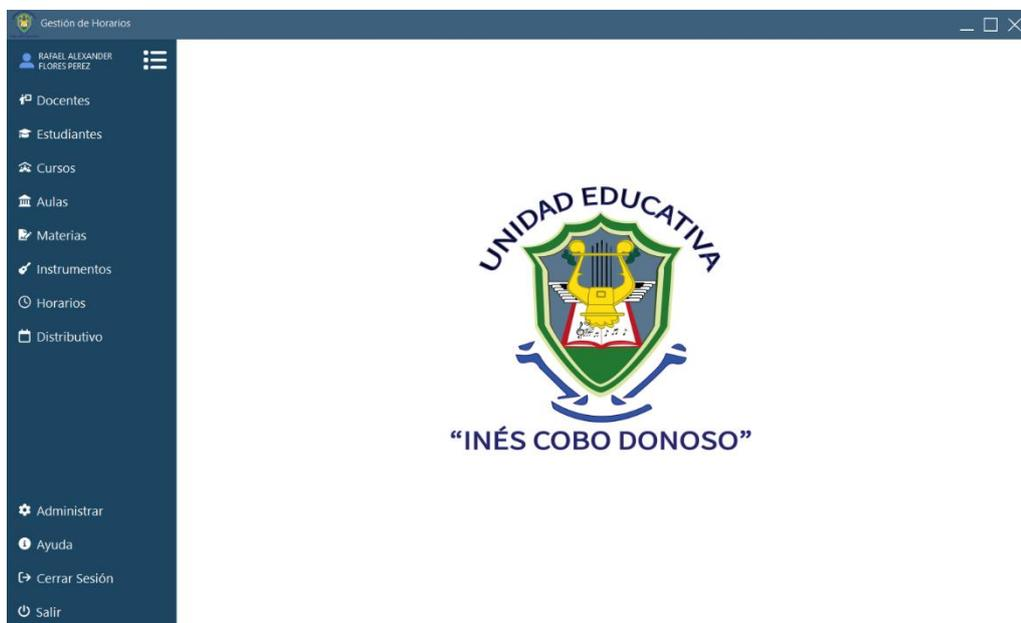 Gestión de Horarios
RAFAEL ALEXANDER
FLORES PEREZ
Docentes
Estudiantes
Cursos
Aulas
Materias
Instrumentos
Horarios
Distributivo
Administrar
Ayuda
Cerrar Sesión
Salir
UNIDAD EDUCATIVA
“INÉS COBO DONOSO”